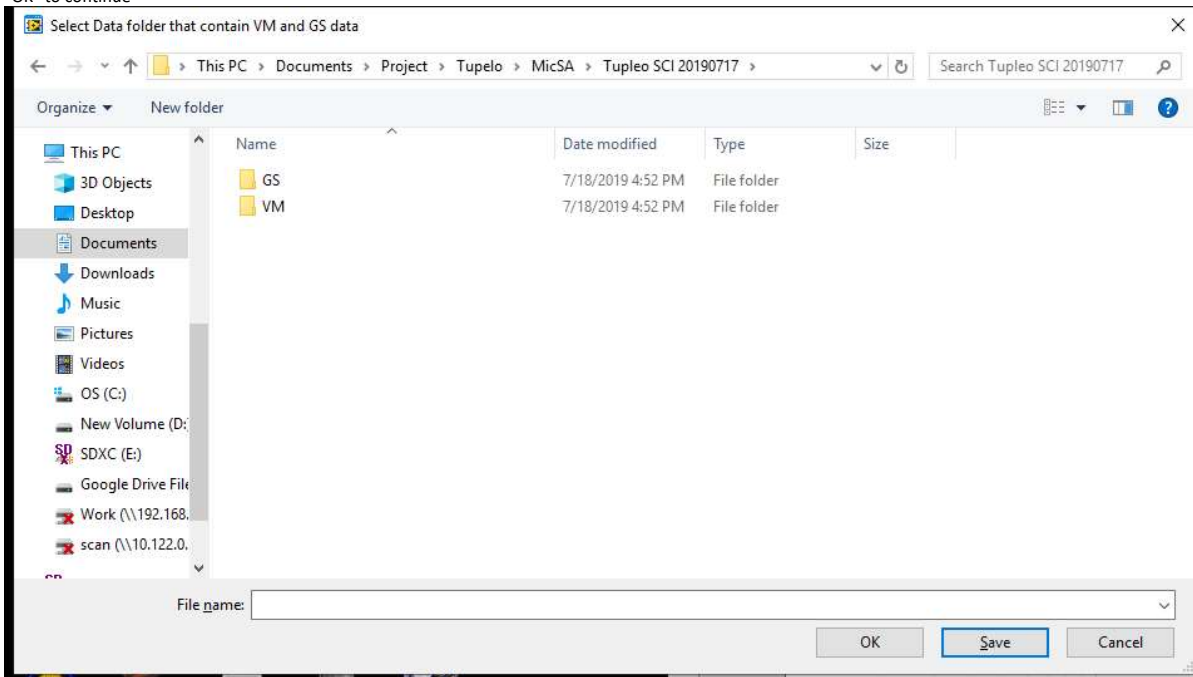 "OK" to continue
Select Data folder that contain VM and GS data
This PC > Documents > Project > Tupelo > MicSA > Tupleo SCI 20190717 >
Search Tupleo SCI 20190717
Organize
New folder
Name
Date modified
Type
Size
This PC
3D Objects
Desktop
Documents
Downloads
Music
Pictures
Videos
OS (C:)
New Volume (D:
SDXC (E:)
Google Drive File
Work (\\192.168.
scan (\\10.122.0.
GS 7/18/2019 4:52 PM File folder
VM 7/18/2019 4:52 PM File folder
File name:
OK
Save
Cancel